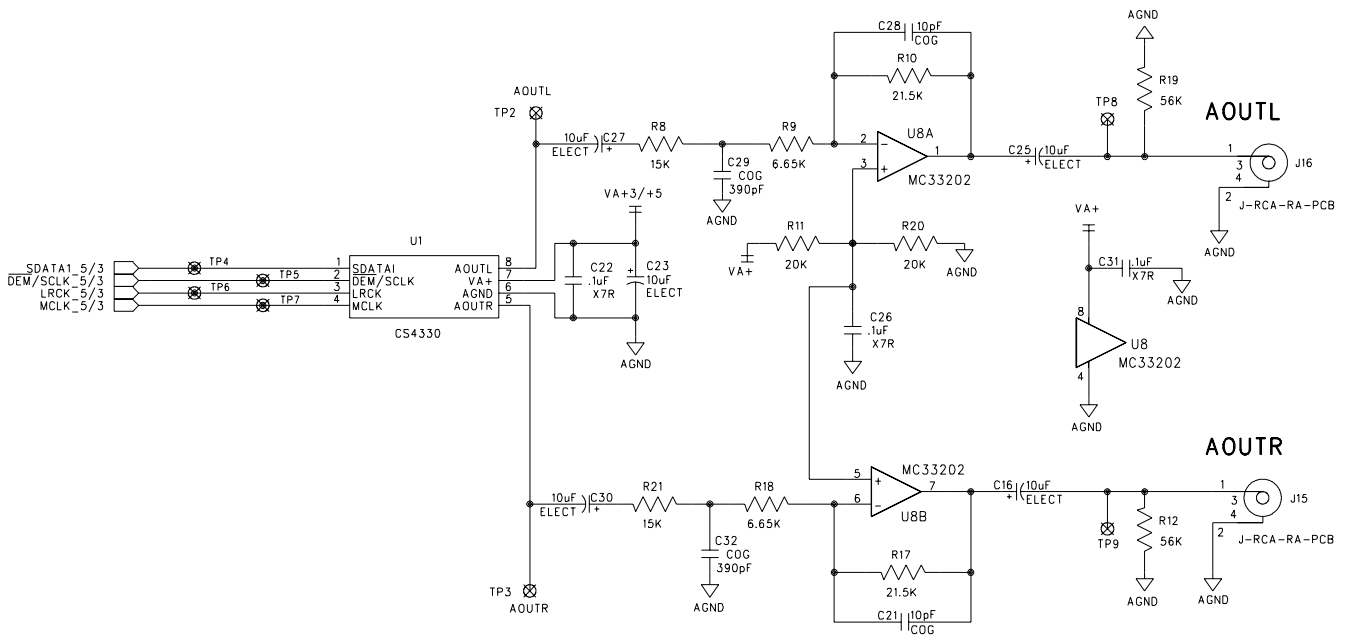 AGND
C28 10pF
COG
R10
21.5K
R19
56K
AOUTL
TP2
TP8
AOUTL
10uF C27
ELECT +
R8
15K
R9
6.65K
C29
COG
390pF
AGND
2
3
-
+
U8A
1
MC33202
C25 10uF
+ ELECT
1
3
4
2
J16
J-RCA-RA-PCB
AGND
VA+3/+5
R11
20K
VA+
R20
20K
AGND
VA+
C31 .1uF
X7R
AGND
U1
SDATA1_5/3
DEM/SCLK_5/3
LRCK_5/3
MCLK_5/3
TP4
TP5
TP6
TP7
1
2
3
4
SDATAI
DEM/SCLK
LRCK
MCLK
AOUTL
VA+
AGND
AOUTR
8
7
6
5
CS4330
C22
.1uF
X7R
+
C23
10uF
ELECT
AGND
C26
.1uF
X7R
AGND
8
U8
MC33202
4
AGND
AOUTR
10uF C30
ELECT +
R21
15K
R18
6.65K
C32
COG
390pF
AGND
5
6
+
-
MC33202
7
U8B
C16 10uF
+ ELECT
TP9
R12
56K
AGND
1
3
4
2
J15
J-RCA-RA-PCB
AGND
TP3
AOUTR
R17
21.5K
C21 10pF
COG